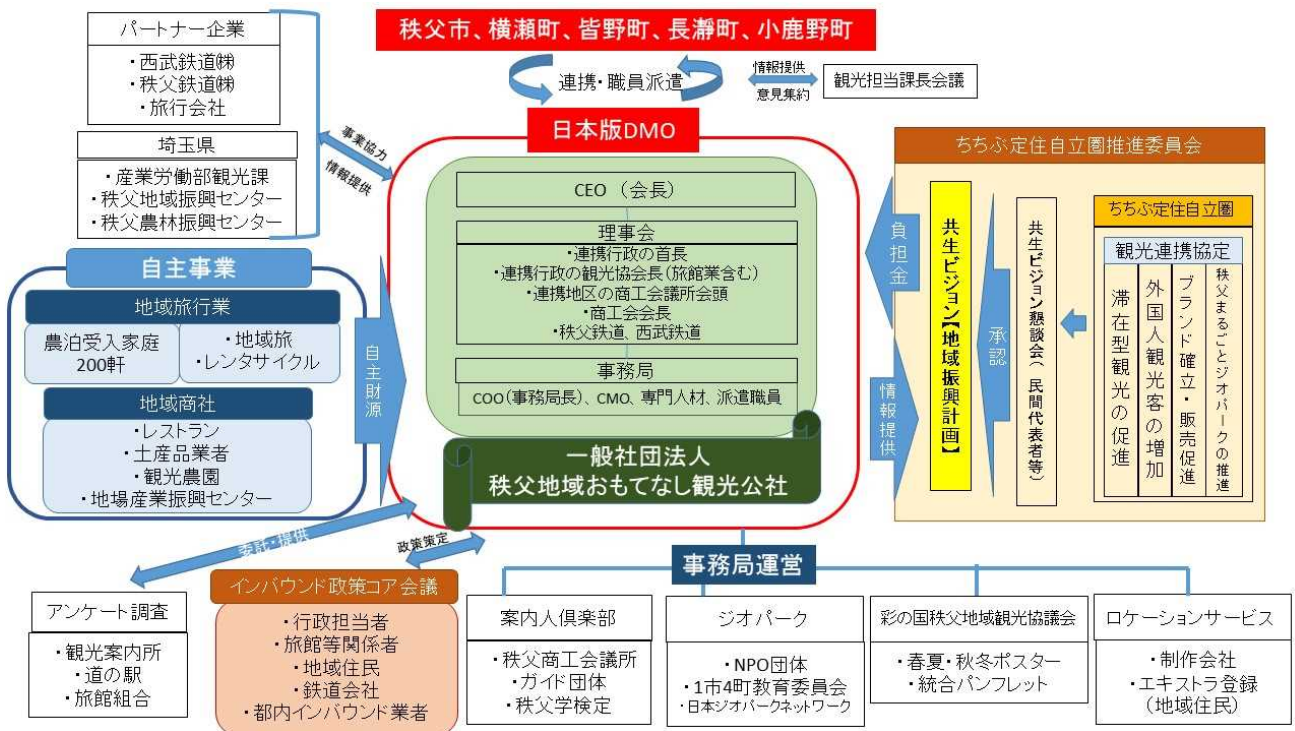 パートナー企業
・西武鉄道㈱
・秩父鉄道㈱
・旅行会社
埼玉県
・産業労働部観光課
・秩父地域振興センター
・秩父農林振興センター
事業協力
情報提供
秩父市、横瀬町、皆野町、長瀞町、小鹿野町
連携・職員派遣
情報提供
意見集約
観光担当課長会議
日本版DMO
CEO （会長）
理事会
・連携行政の首長
・連携行政の観光協会長（旅館業含む）
・連携地区の商工会議所会頭
・商工会会長
・秩父鉄道、西武鉄道
事務局
COO（事務局長）、CMO、専門人材、派遣職員
一般社団法人
秩父地域おもてなし観光公社
自主事業
地域旅行業
農泊受入家庭
200軒
・地域旅
・レンタサイクル
地域商社
・レストラン
・土産品業者
・観光農園
・地場産業振興センター
自主財源
負担金
情報提供
ちちぶ定住自立圏推進委員会
共生ビジョン【地域振興計画】
承認
共生ビジョン懇談会（民間代表者等）
ちちぶ定住自立圏
観光連携協定
滞在型観光の促進
外国人観光客の増加
ブランド確立・販売促進
秩父まるごとジオパークの推進
委託・提供
政策策定
アンケート調査
・観光案内所
・道の駅
・旅館組合
インバウンド政策コア会議
・行政担当者
・旅館等関係者
・地域住民
・鉄道会社
・都内インバウンド業者
事務局運営
案内人倶楽部
・秩父商工会議所
・ガイド団体
・秩父学検定
ジオパーク
・NPO団体
・1市4町教育委員会
・日本ジオパークネットワーク
彩の国秩父地域観光協議会
・春夏・秋冬ポスター
・統合パンフレット
ロケーションサービス
・制作会社
・エキストラ登録
（地域住民）